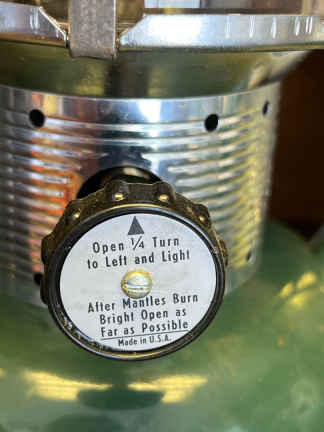 Open 1/4 Turn
to Left and Light
After Mantles Burn
Bright Open as
Far as Possible
Made in U.S.A.